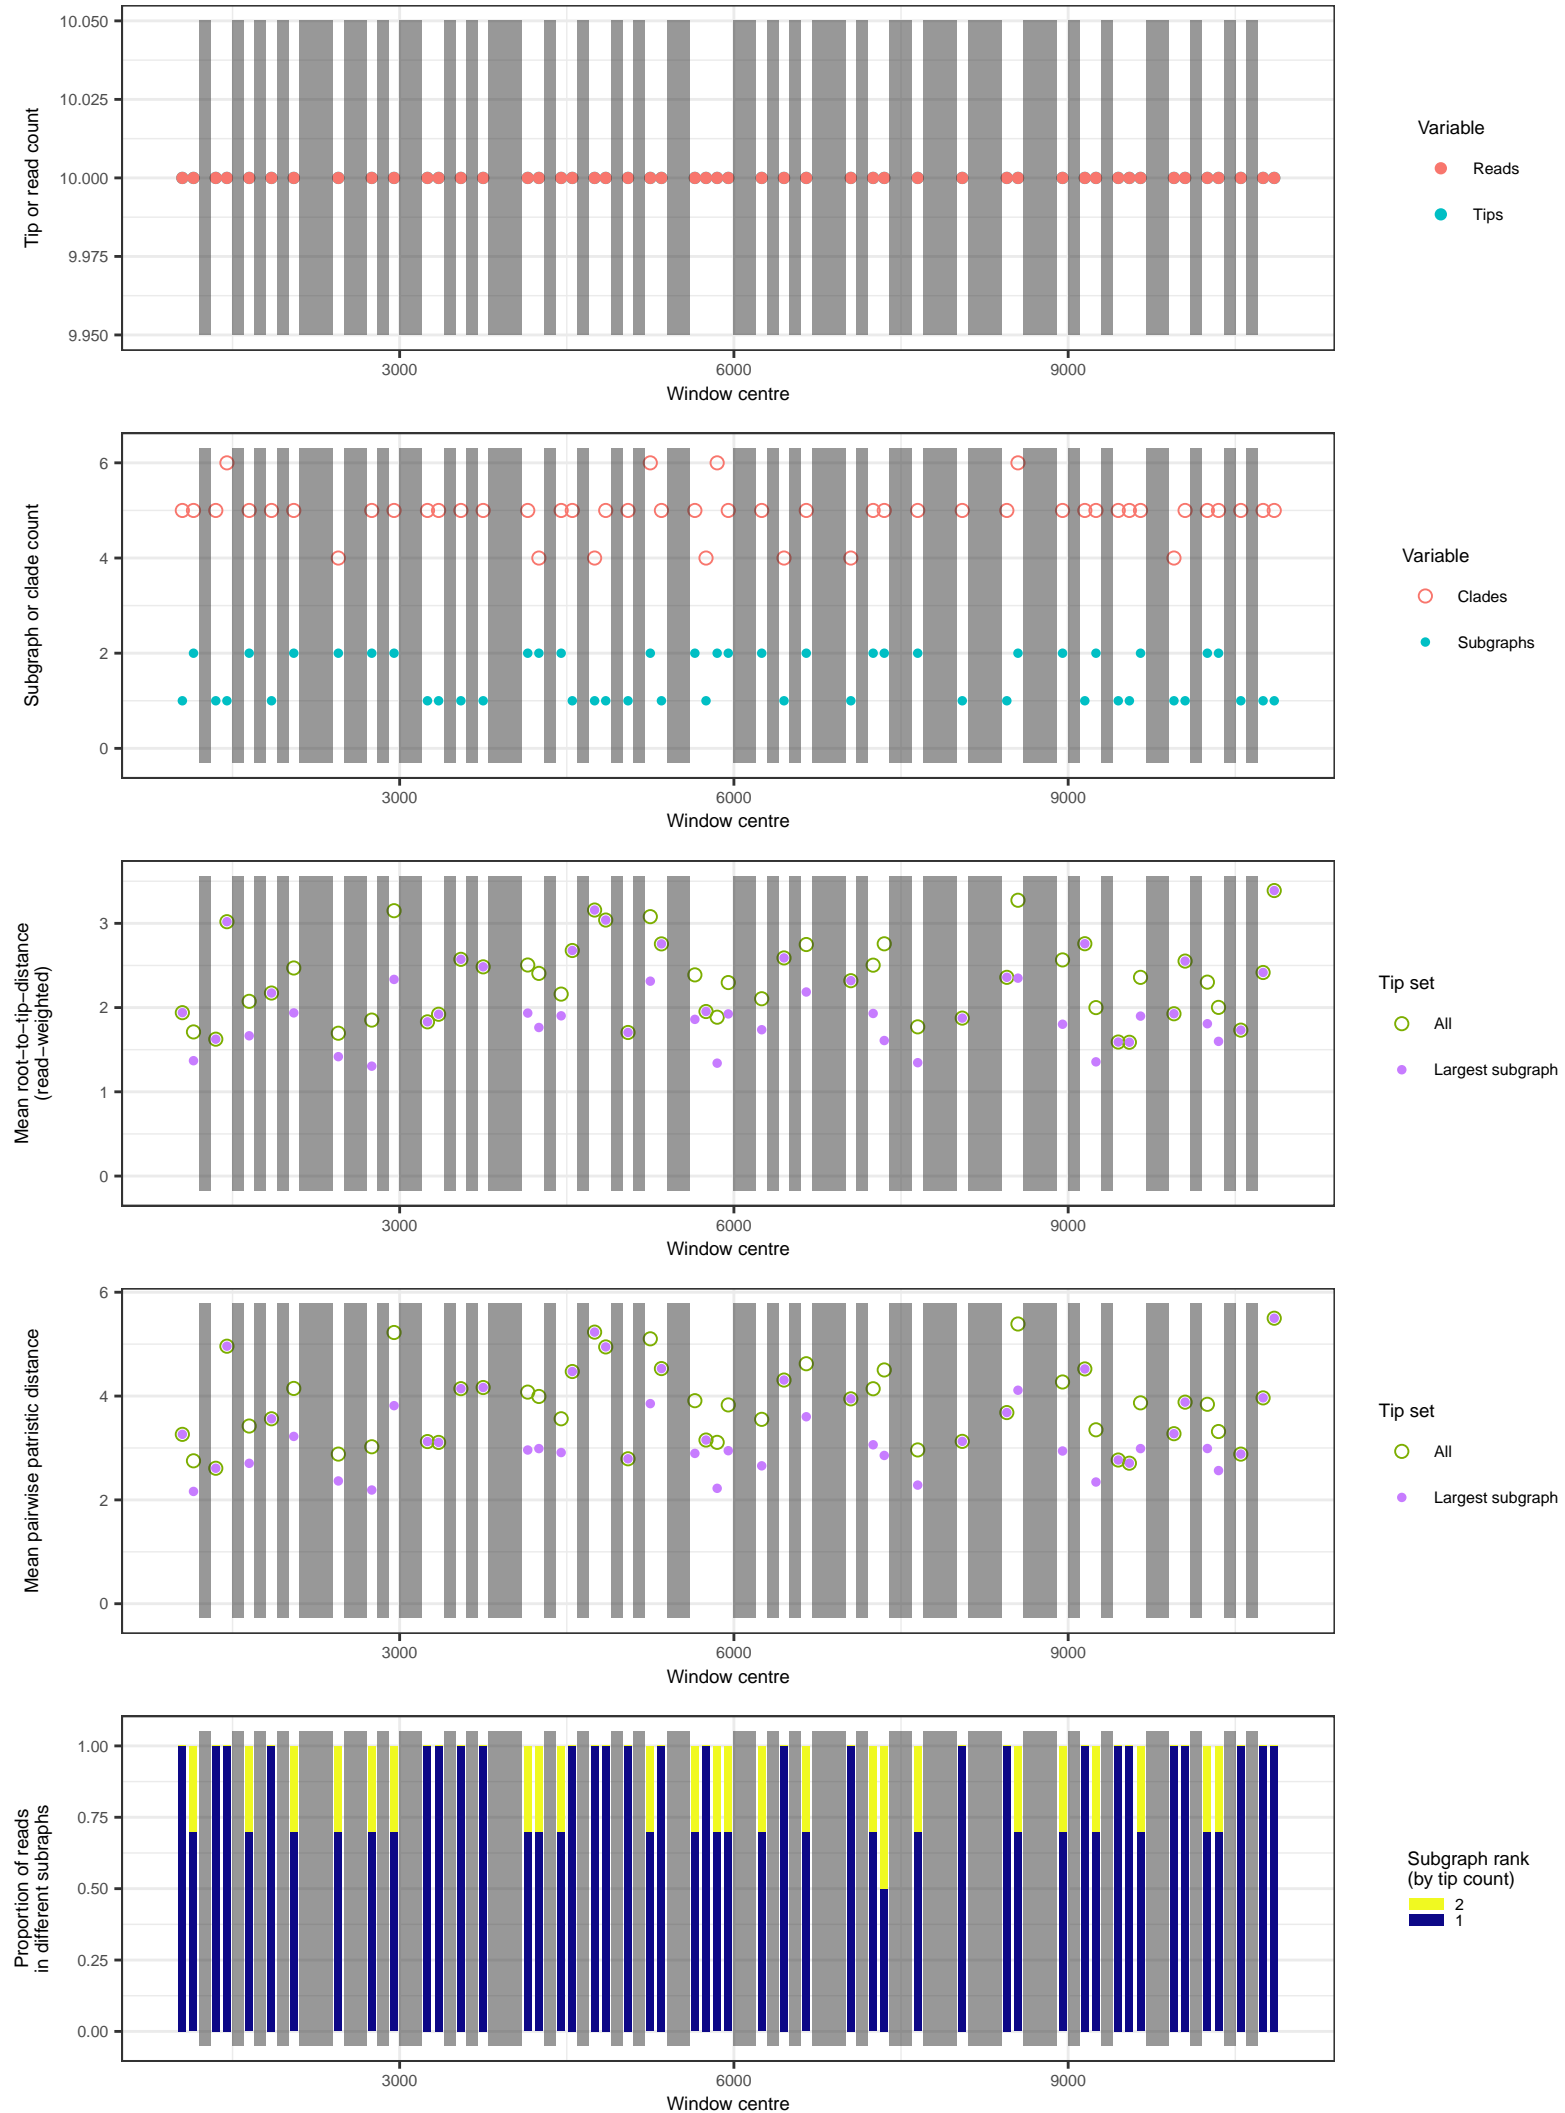 10.050
10.025
10.000
9.975
9.950
Tip or read count
3000
6000
9000
Window centre
Variable
Reads
Tips
6
4
2
0
Subgraph or clade count
3000
6000
9000
Window centre
Variable
Clades
Subgraphs
3
2
1
0
Mean root−to−tip−distance
(read−weighted)
3000
6000
9000
Window centre
Tip set
All
Largest subgraph
6
4
2
0
Mean pairwise patristic distance
3000
6000
9000
Window centre
Tip set
All
Largest subgraph
1.00
0.75
0.50
0.25
0.00
Proportion of reads
in different subraphs
3000
6000
9000
Window centre
Subgraph rank
(by tip count)
2
1